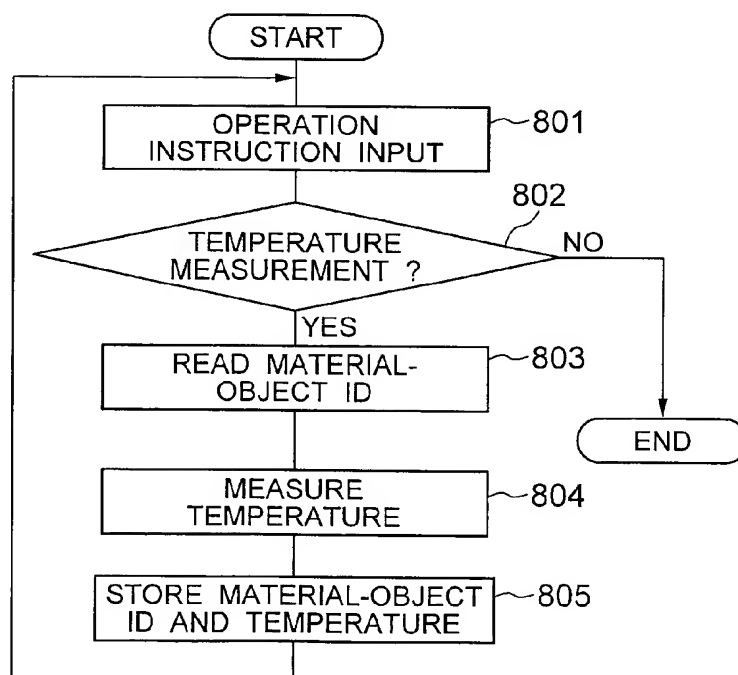 START
OPERATION
INSTRUCTION INPUT
801
802
TEMPERATURE
MEASUREMENT ?
NO
YES
READ MATERIAL-
OBJECT ID
803
END
MEASURE
TEMPERATURE
804
STORE MATERIAL-OBJECT
ID AND TEMPERATURE
805